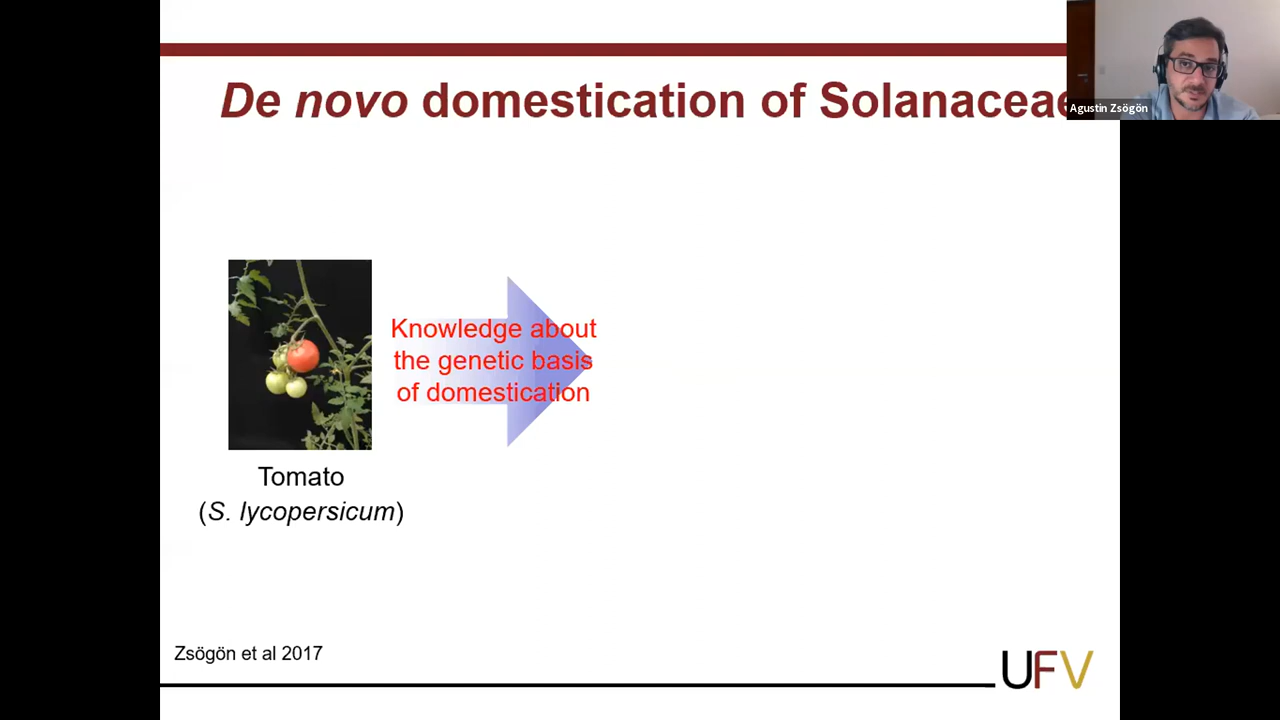 De novo domestication of Solanaceae
Agustin Zsögön
Knowledge about
the genetic basis
of domestication
Tomato
(S. lycopersicum)
Zsögön et al 2017
UFV